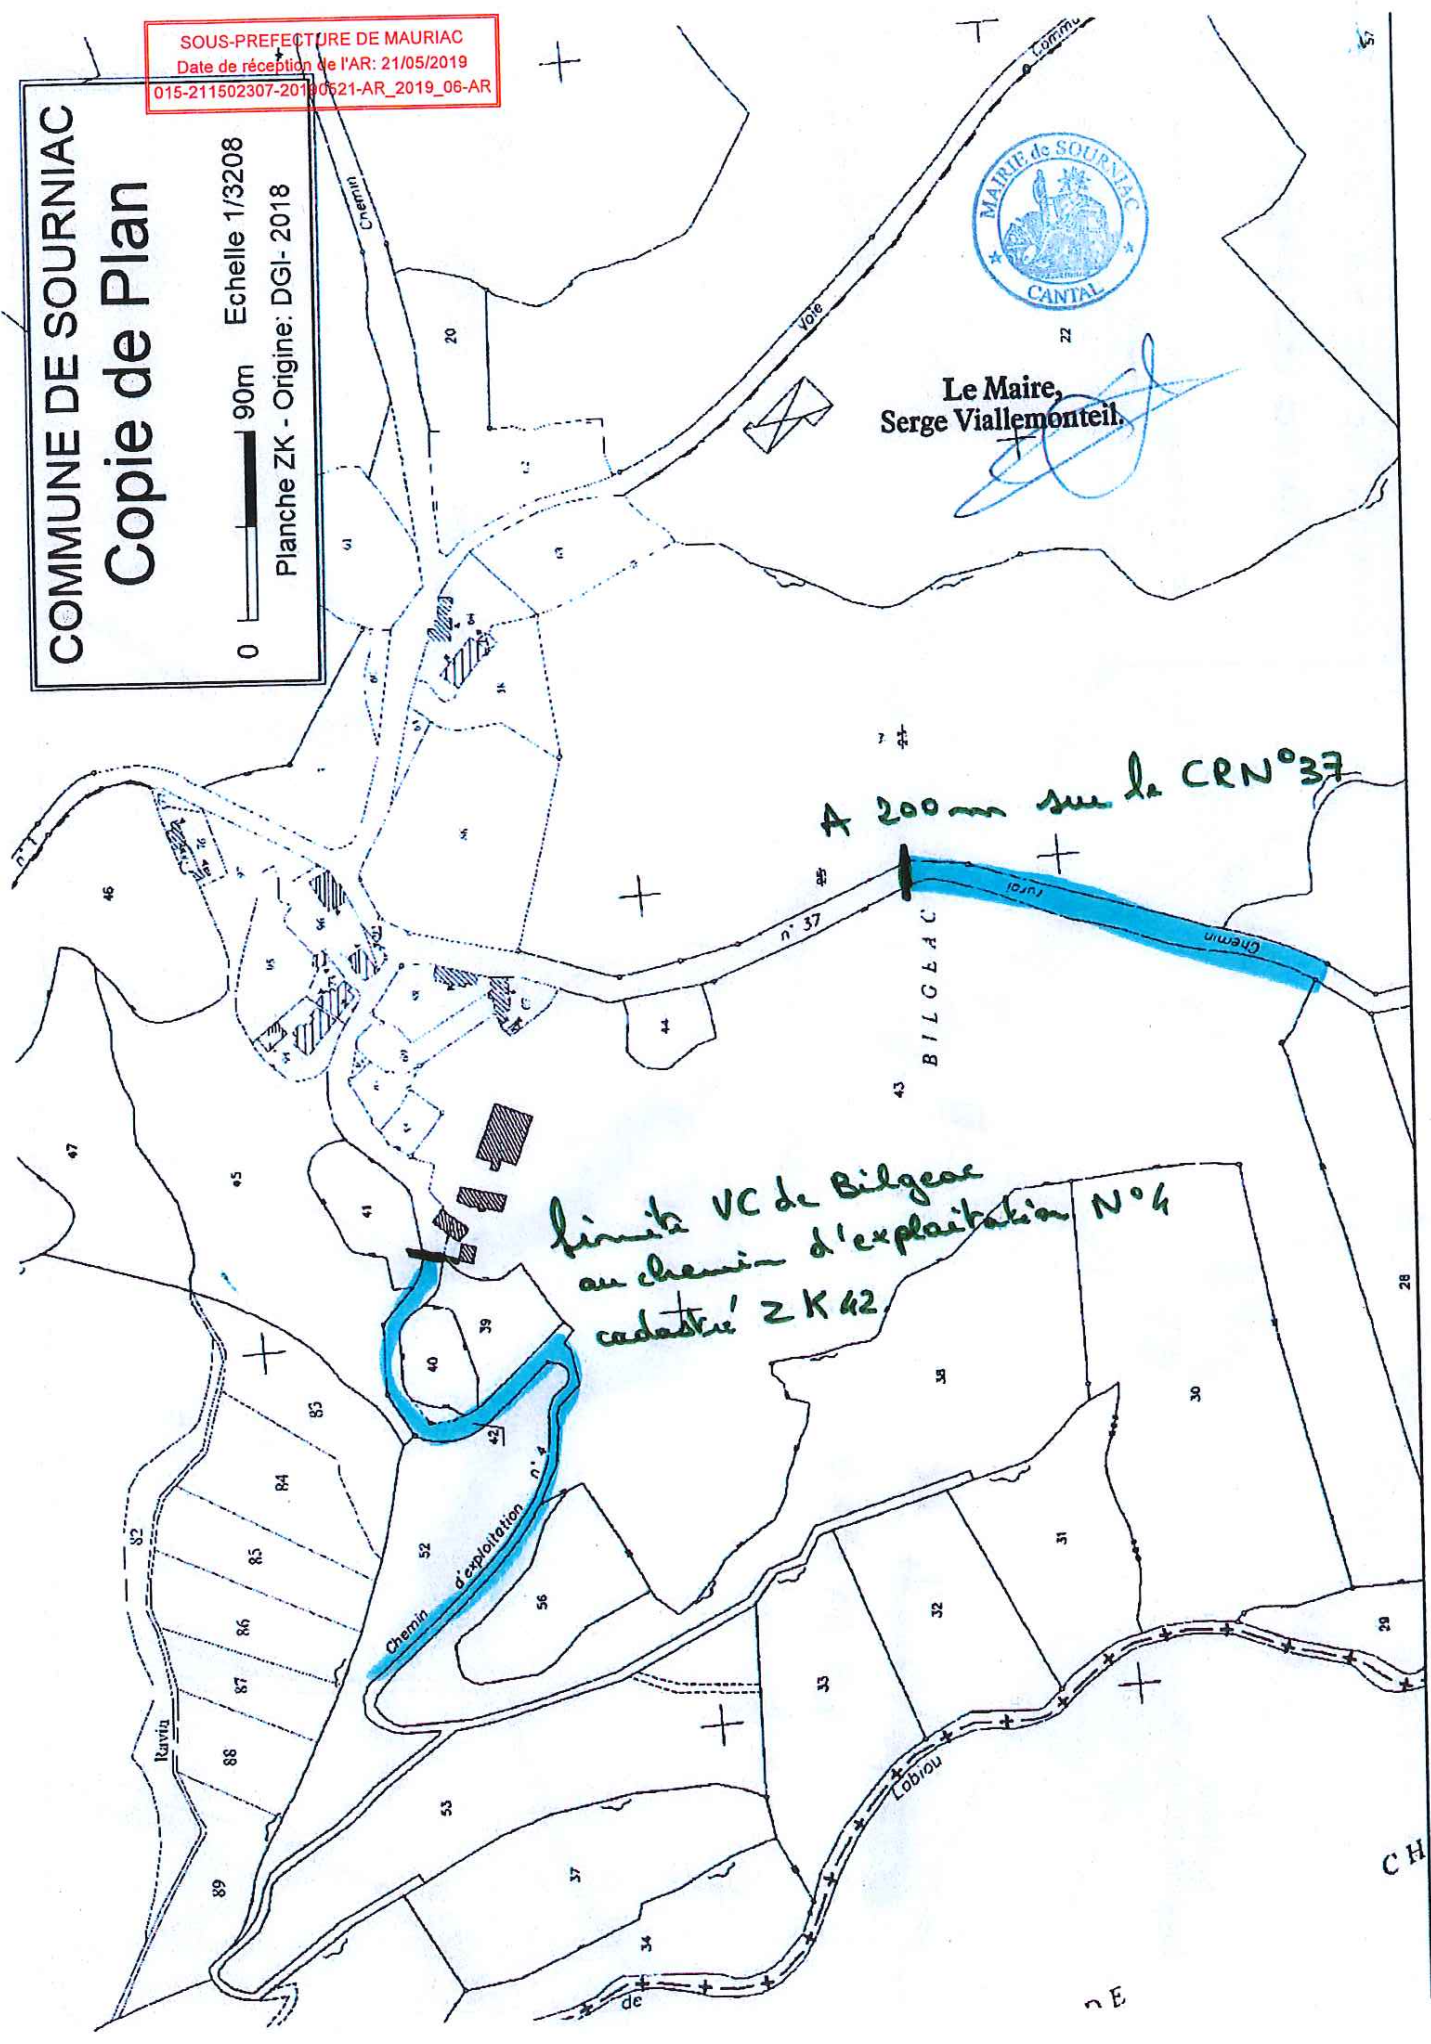 SOUS-PREFECTURE DE MAURIAC
Date de réception de l'AR: 21/05/2019
015-211502307-20190521-AR_2019_06-AR
COMMUNE DE SOURNIAC
Copie de Plan
0 90m Echelle 1/3208
Planche ZK - Origine: DGI- 2018
Chemin
20
Voie
MAIRIE de SOURNIAC
CANTAL
22
Le Maire,
Serge Viallemonteil.
A 200 m sur le CRN°37
n° 37
rural
Chemin
BILGEAC
46
47
45
44
43
41
limite VC de Bilgeac
au chemin d'exploitation N°4
cadastré ZK 42.
40
39
42
38
30
28
83
84
85
86
87
88
89
82
Ravin
52
Chemin d'exploitation n° 4
56
31
32
33
29
53
37
34
de
Labiou
CH
E